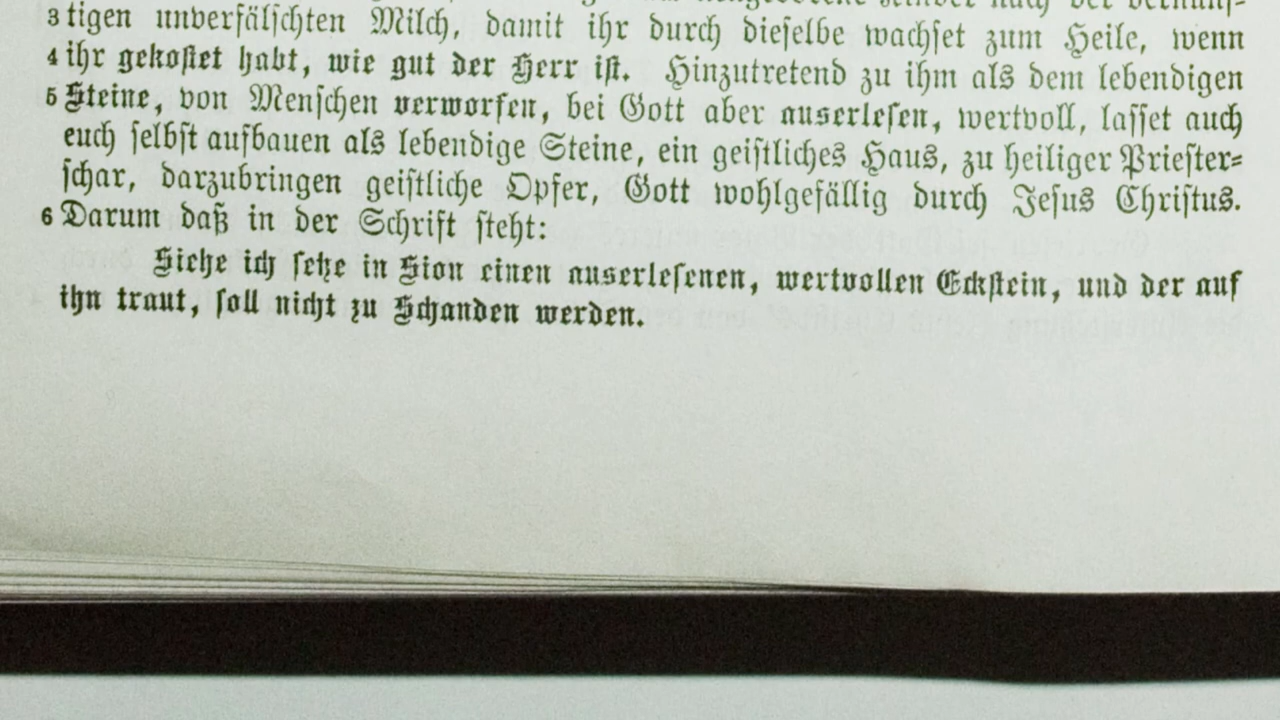 3 tigen unverfälschten Milch, damit ihr durch dieselbe wachset zum Heile, wenn
4 ihr gekostet habt, wie gut der Herr ist. Hinzutretend zu ihm als dem lebendigen
5 Steine, von Menschen verworfen, bei Gott aber auserlesen, wertvoll, lasset auch
euch selbst aufbauen als lebendige Steine, ein geistliches Haus, zu heiliger Priester-
schar, darzubringen geistliche Opfer, Gott wohlgefällig durch Jesus Christus.
6 Darum daß in der Schrift steht:
Siehe ich setze in Sion einen auserlesenen, wertvollen Eckstein, und der auf
ihn traut, soll nicht zu Schanden werden.